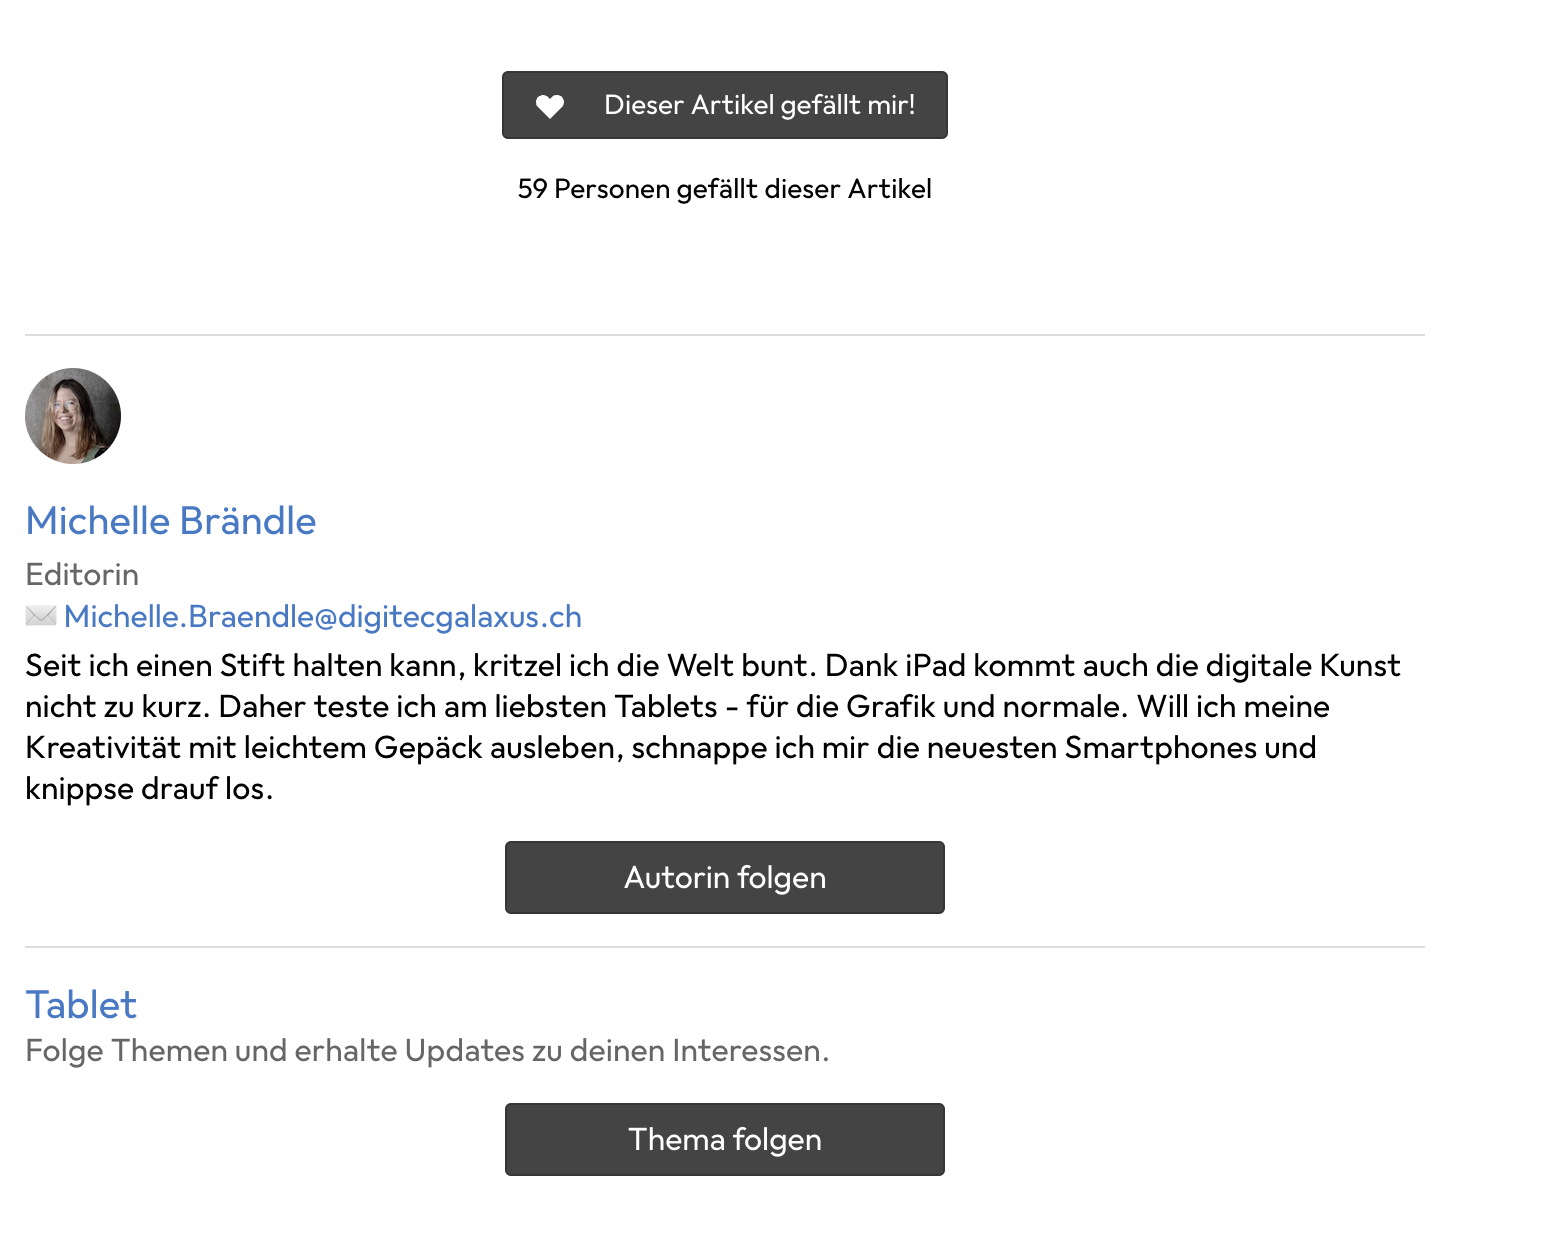 Dieser Artikel gefällt mir!
59 Personen gefällt dieser Artikel
Michelle Brändle
Editorin
Michelle.Braendle@digitecgalaxus.ch
Seit ich einen Stift halten kann, kritzel ich die Welt bunt. Dank iPad kommt auch die digitale Kunst
nicht zu kurz. Daher teste ich am liebsten Tablets - für die Grafik und normale. Will ich meine
Kreativität mit leichtem Gepäck ausleben, schnappe ich mir die neuesten Smartphones und
knippse drauf los.
Autorin folgen
Tablet
Folge Themen und erhalte Updates zu deinen Interessen.
Thema folgen